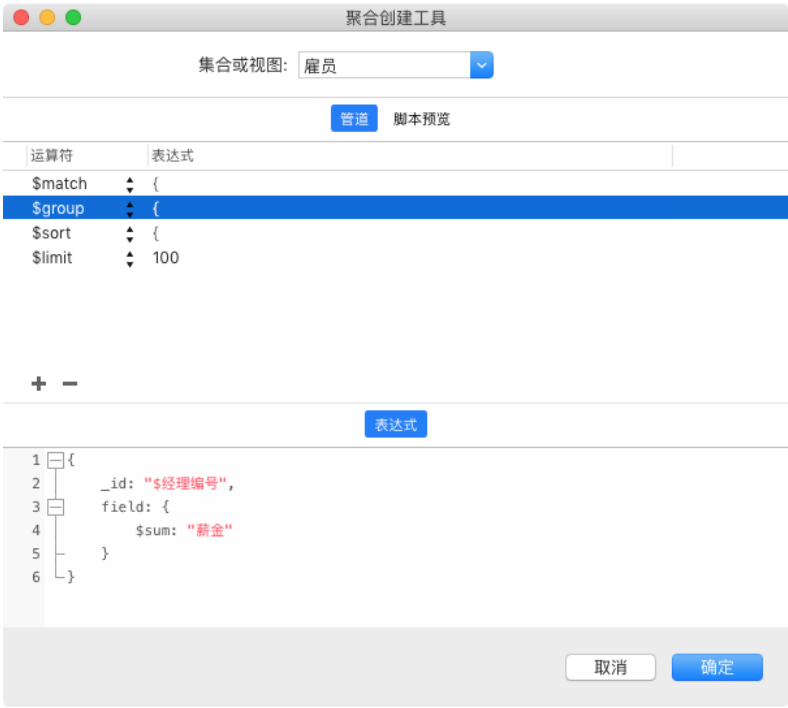 聚合创建工具
集合或视图: 雇员
管道 脚本预览
运算符 表达式
$match {
$group {
$sort {
$limit 100
表达式
1 {
2 _id: "$经理编号",
3 field: {
4 $sum: "薪金"
5 }
6 }
取消 确定